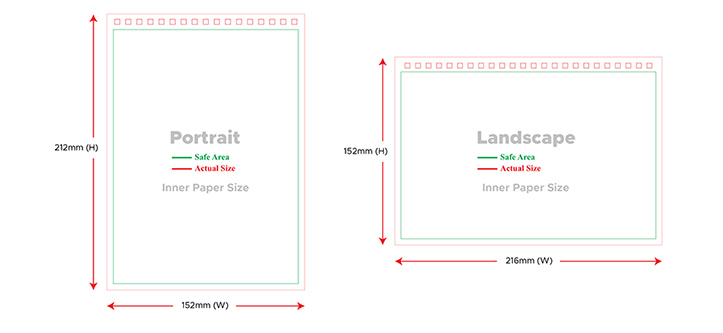 Portrait
212mm (H)
Safe Area
Actual Size
Inner Paper Size
152mm (W)
Landscape
152mm (H)
Safe Area
Actual Size
Inner Paper Size
216mm (W)